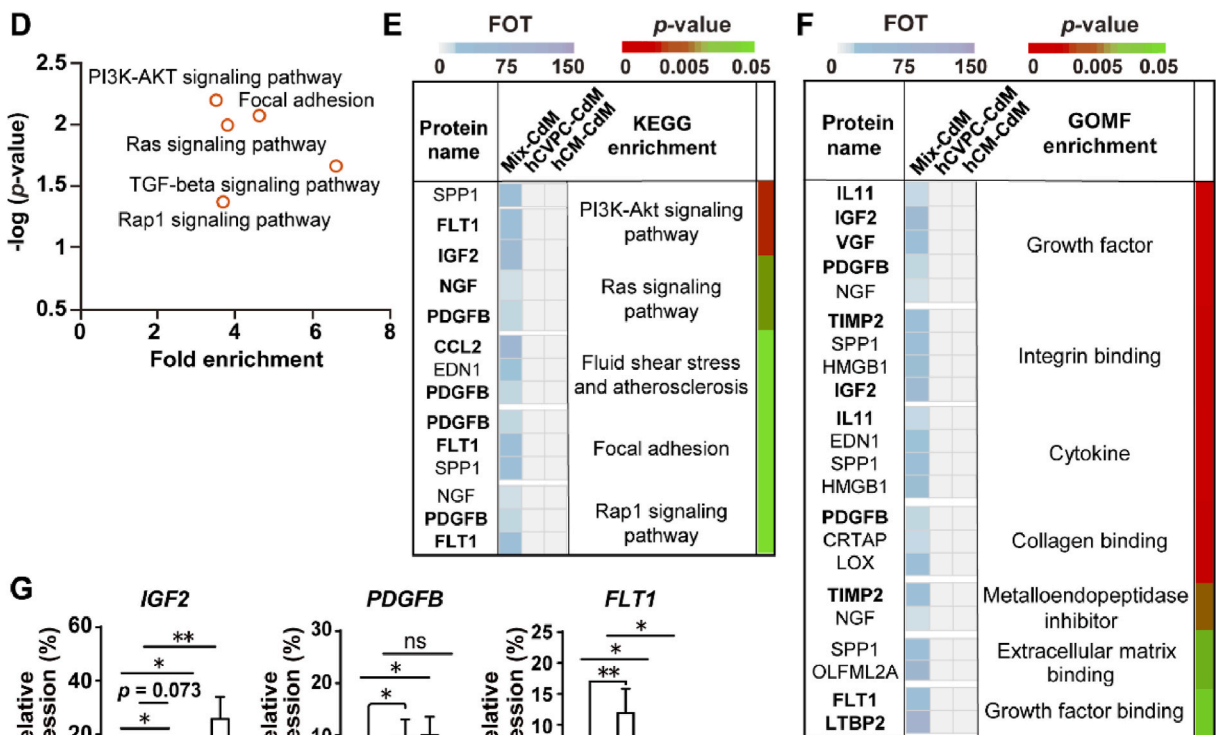 D
2.5
2
1.5
1
0.5
0 2 4 6 8
-log (p-value)
Fold enrichment
PI3K-AKT signaling pathway
Focal adhesion
Ras signaling pathway
TGF-beta signaling pathway
Rap1 signaling pathway
E
FOT
p-value
0 75 150
0 0.005 0.05
Protein name
Mix-CdM
hCVPC-CdM
hCM-CdM
KEGG enrichment
SPP1
FLT1
IGF2
NGF
PDGFB
PI3K-Akt signaling
pathway
Ras signaling
pathway
CCL2
EDN1
PDGFB
Fluid shear stress
and atherosclerosis
PDGFB
FLT1
SPP1
Focal adhesion
NGF
PDGFB
FLT1
Rap1 signaling
pathway
F
FOT
p-value
0 75 150
0 0.005 0.05
Protein name
Mix-CdM
hCVPC-CdM
hCM-CdM
GOMF enrichment
IL11
IGF2
VGF
PDGFB
NGF
Growth factor
TIMP2
SPP1
HMGB1
IGF2
Integrin binding
IL11
EDN1
SPP1
HMGB1
Cytokine
PDGFB
CRTAP
LOX
Collagen binding
TIMP2
NGF
Metalloendopeptidase
inhibitor
SPP1
OLFML2A
Extracellular matrix
binding
FLT1
LTBP2
Growth factor binding
G
IGF2
60
40
20
**
*
p = 0.073
*
PDGFB
30
20
10
ns
*
*
FLT1
25
20
15
10
*
*
**